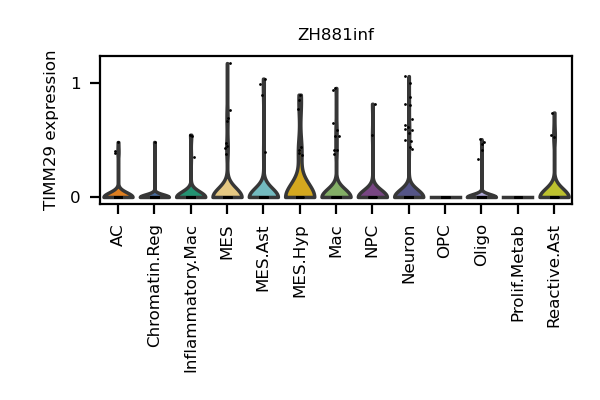 ZH881inf
TIMM29 expression
1
0
AC
Chromatin.Reg
Inflammatory.Mac
MES
MES.Ast
MES.Hyp
Mac
NPC
Neuron
OPC
Oligo
Prolif.Metab
Reactive.Ast